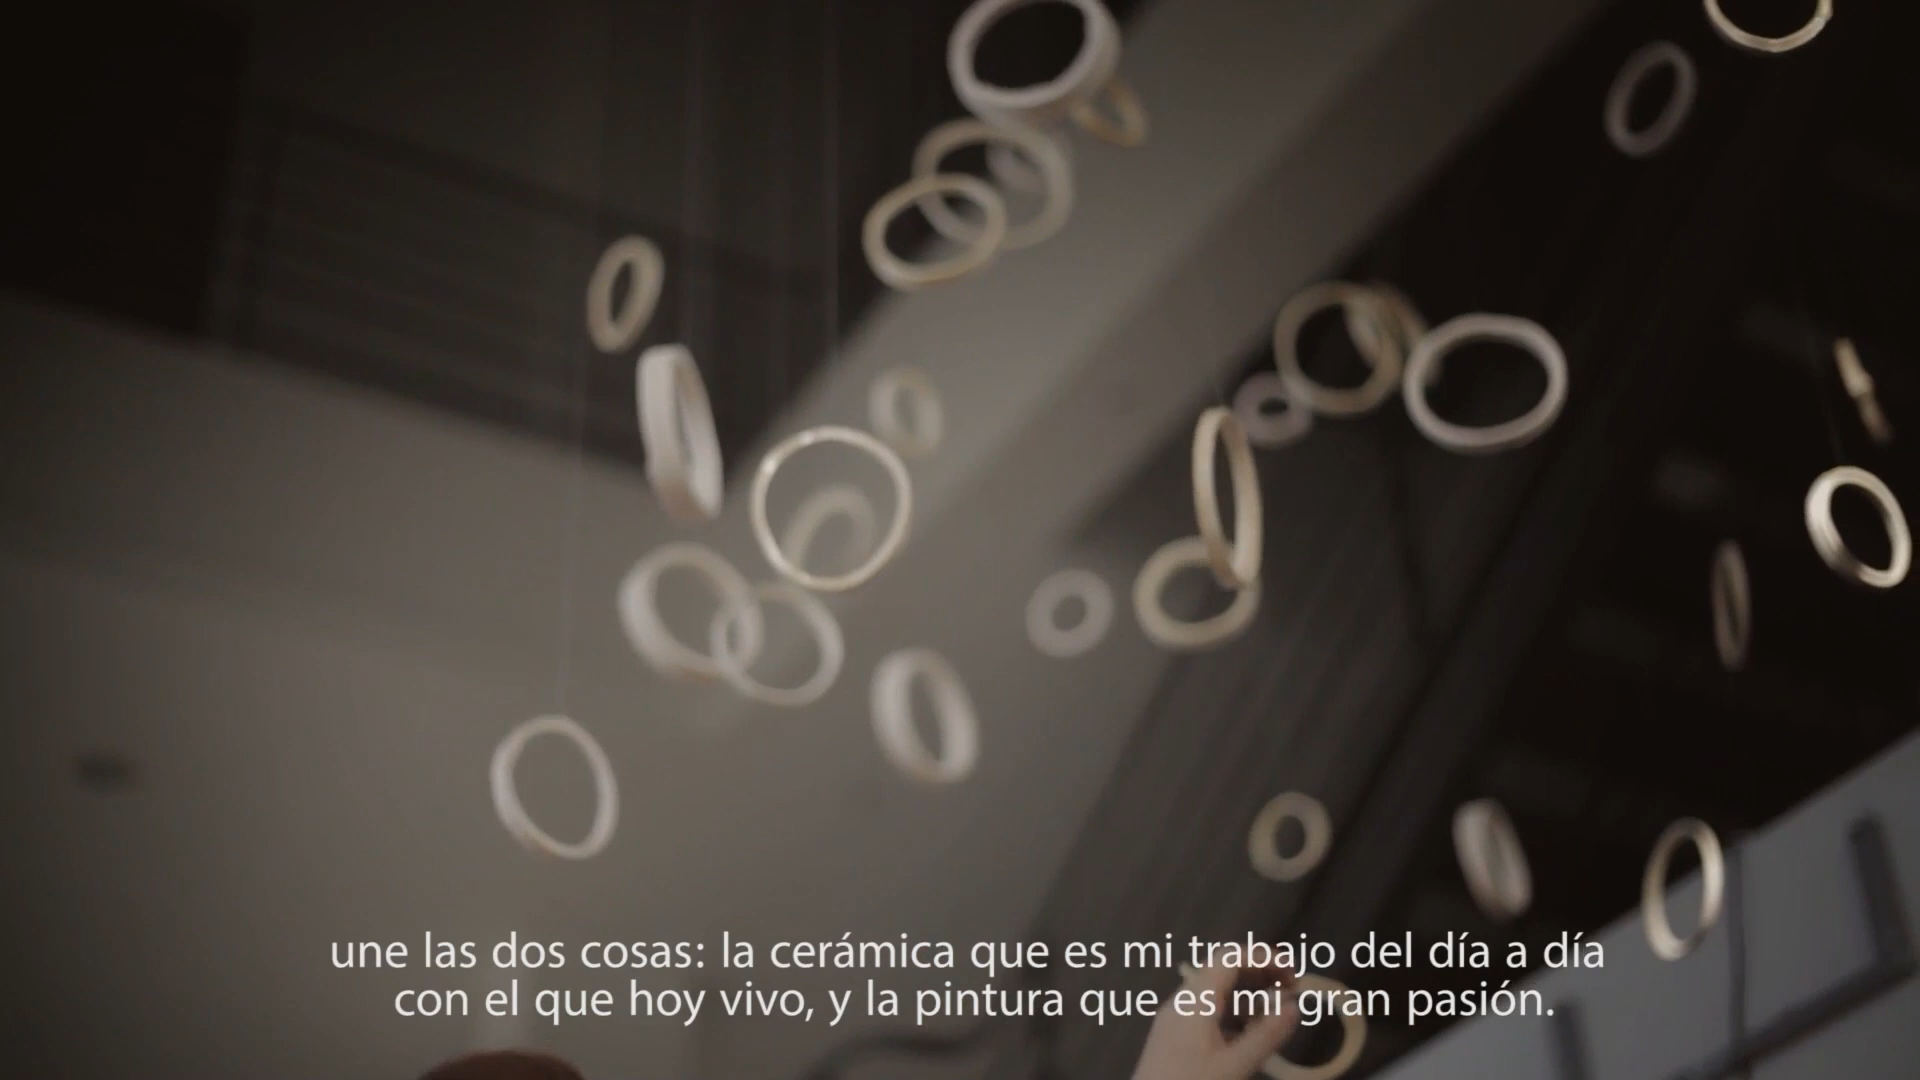 une las dos cosas: la cerámica que es mi trabajo del día a día
con el que hoy vivo, y la pintura que es mi gran pasión.